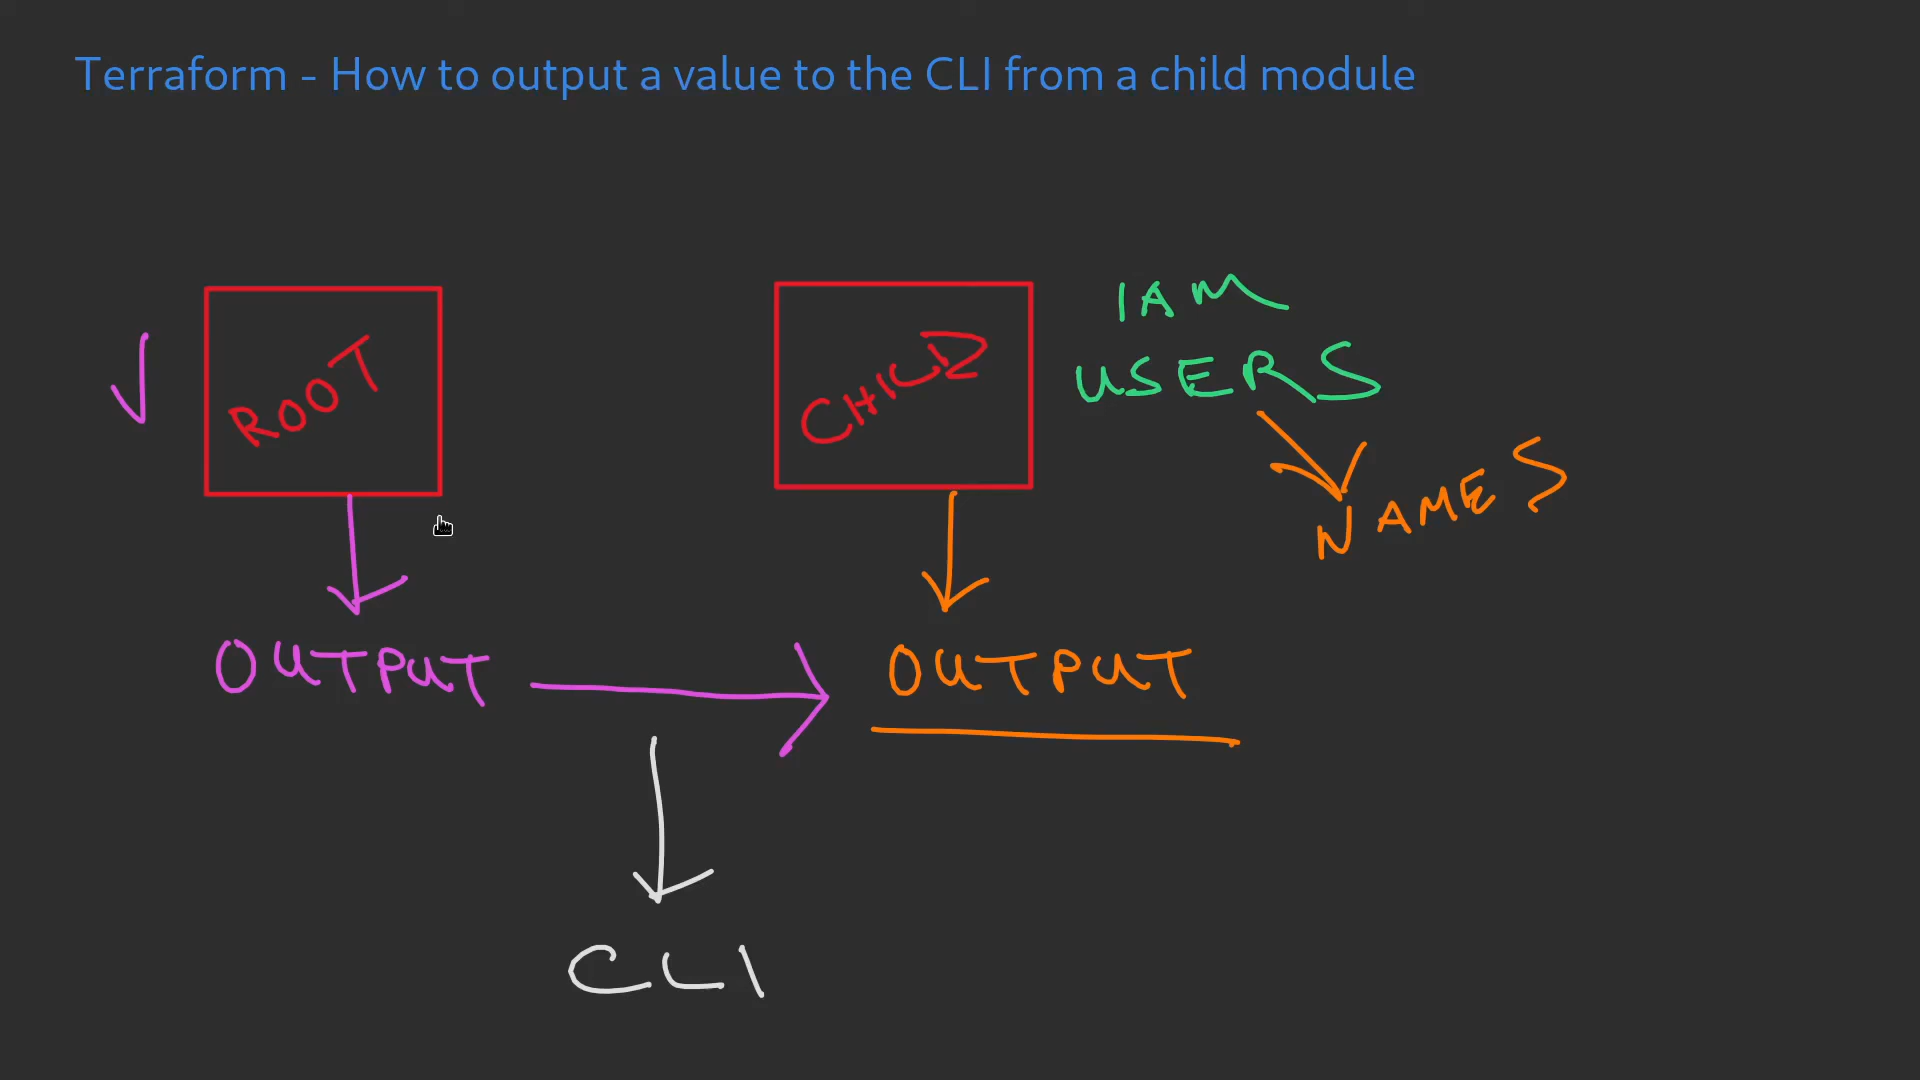 Terraform - How to output a value to the CLI from a child module
ROOT
CHILD
IAM
USERS
NAMES
OUTPUT
OUTPUT
CLI